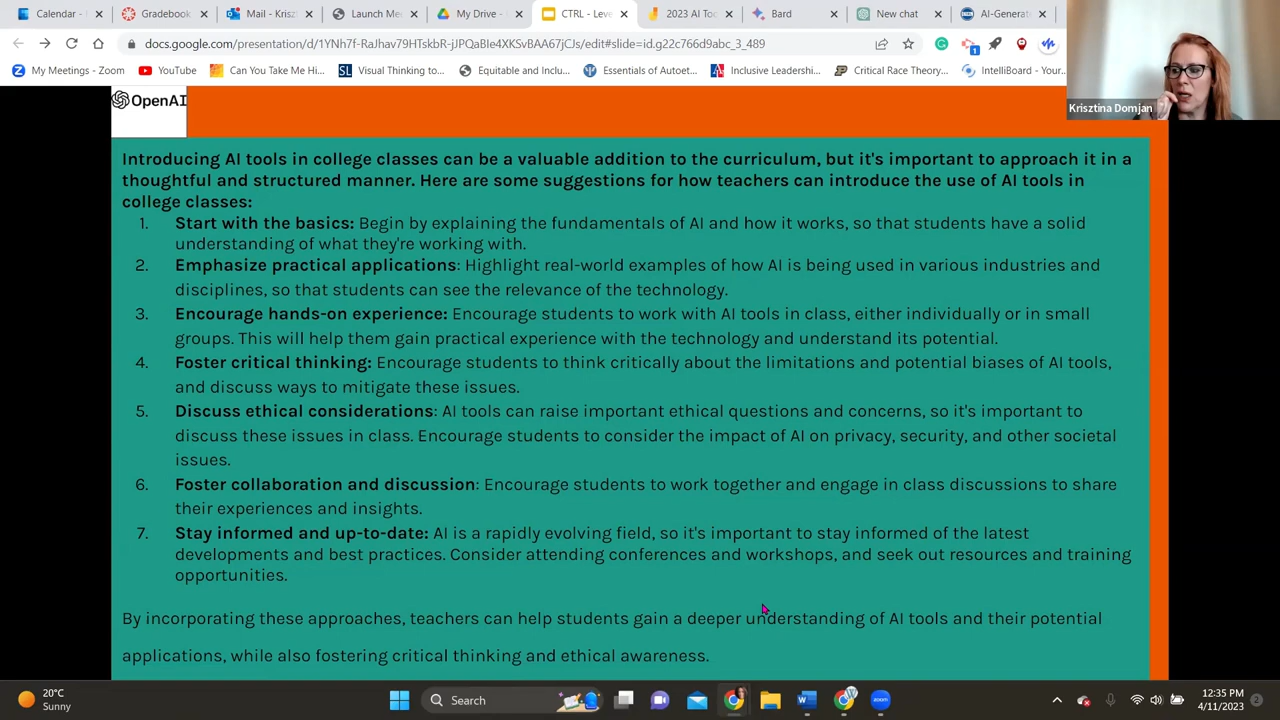 Calendar -
Gradebook
Mail - Krisz
Launch Mee
My Drive -
CTRL - Leve
2023 AI Too
Bard
New chat
AI-Generat
docs.google.com/presentation/d/1YNh7f-RaJhav79HTskbR-jJPQaBIe4XKSvBAA67jCJs/edit#slide=id.g22c766d9abc_3_489
My Meetings - Zoom
YouTube
Can You Take Me Hi...
Visual Thinking to...
Equitable and Inclu...
Essentials of Autoet...
Inclusive Leadershi...
Critical Race Theory...
IntelliBoard - Your...
Krisztina Domjan
OpenAI
Introducing AI tools in college classes can be a valuable addition to the curriculum, but it's important to approach it in a
thoughtful and structured manner. Here are some suggestions for how teachers can introduce the use of AI tools in
college classes:
1. Start with the basics: Begin by explaining the fundamentals of AI and how it works, so that students have a solid
understanding of what they're working with.
2. Emphasize practical applications: Highlight real-world examples of how AI is being used in various industries and
disciplines, so that students can see the relevance of the technology.
3. Encourage hands-on experience: Encourage students to work with AI tools in class, either individually or in small
groups. This will help them gain practical experience with the technology and understand its potential.
4. Foster critical thinking: Encourage students to think critically about the limitations and potential biases of AI tools,
and discuss ways to mitigate these issues.
5. Discuss ethical considerations: AI tools can raise important ethical questions and concerns, so it's important to
discuss these issues in class. Encourage students to consider the impact of AI on privacy, security, and other societal
issues.
6. Foster collaboration and discussion: Encourage students to work together and engage in class discussions to share
their experiences and insights.
7. Stay informed and up-to-date: AI is a rapidly evolving field, so it's important to stay informed of the latest
developments and best practices. Consider attending conferences and workshops, and seek out resources and training
opportunities.
By incorporating these approaches, teachers can help students gain a deeper understanding of AI tools and their potential
applications, while also fostering critical thinking and ethical awareness.
20°C
Sunny
Search
12:35 PM
4/11/2023